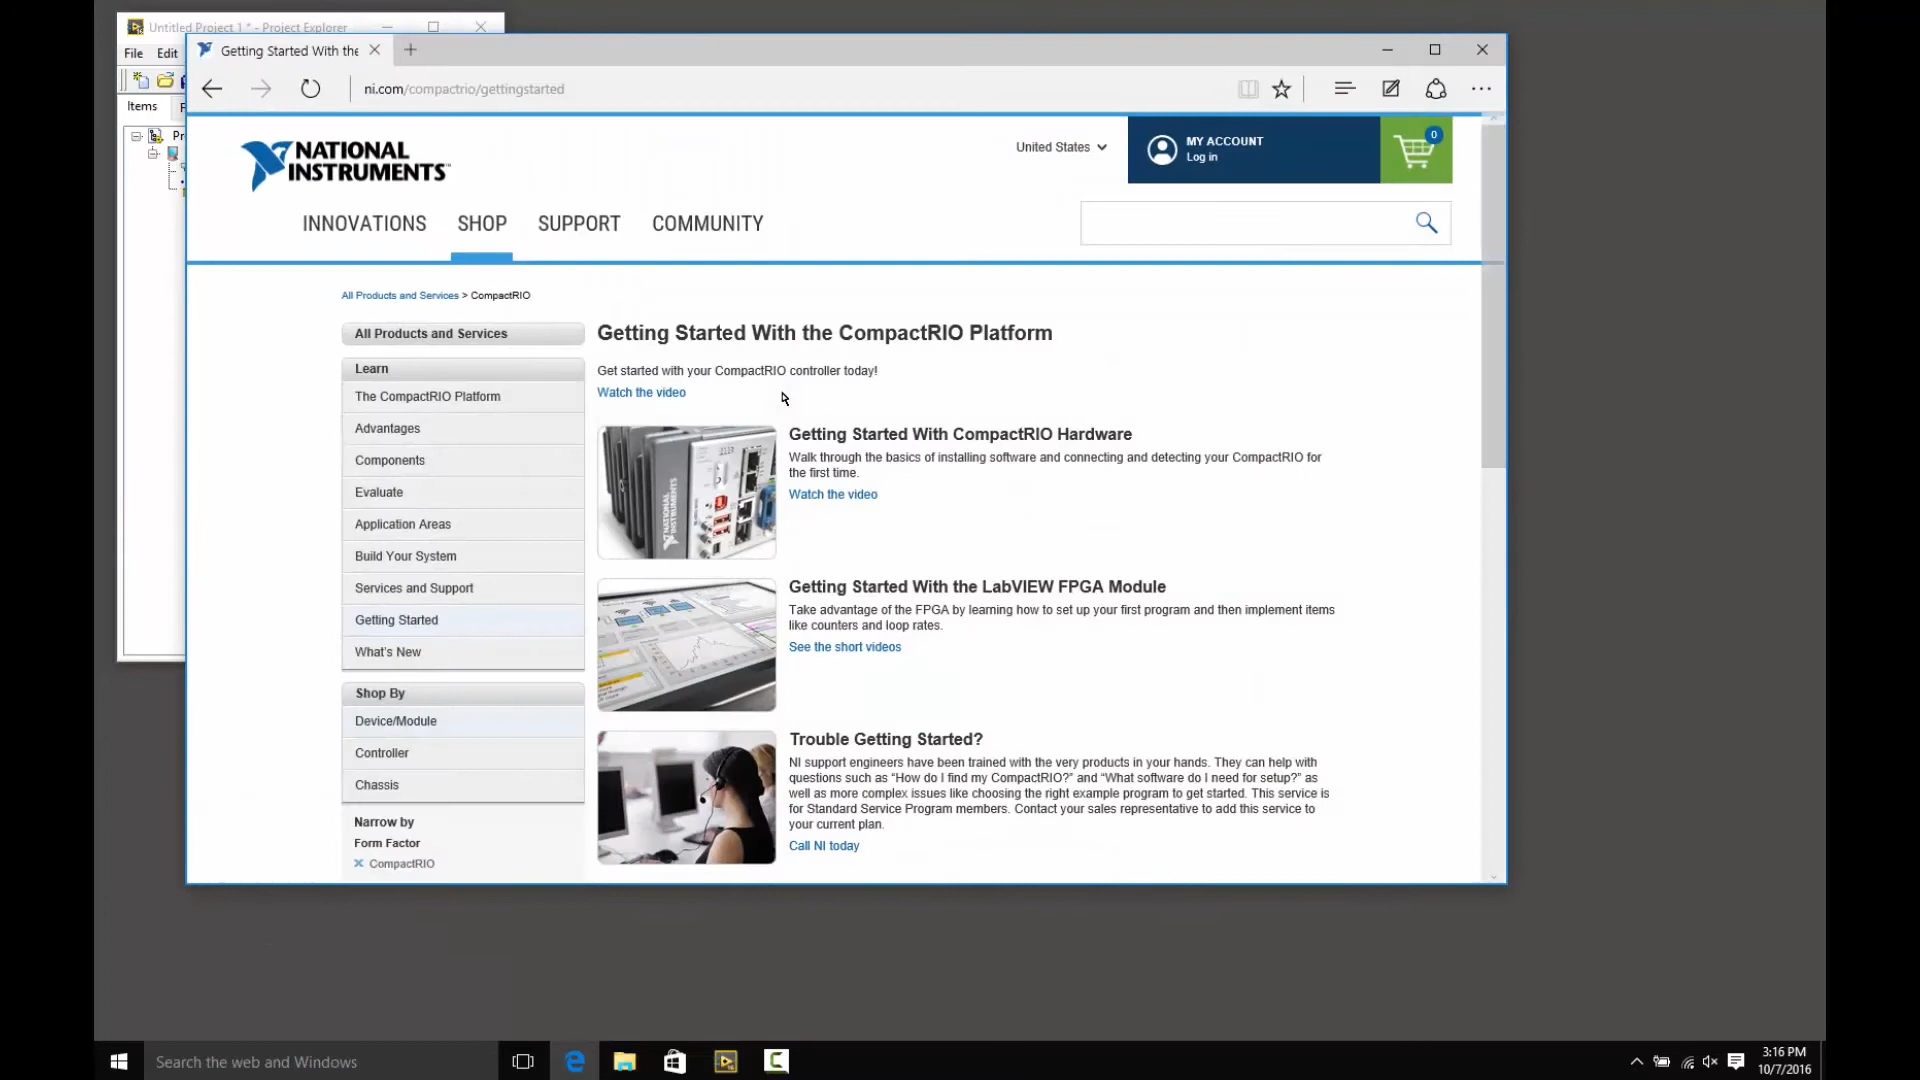 Untitled Project 1 * - Project Explorer
File Edit
Items
Getting Started With the
ni.com/compactrio/gettingstarted
NATIONAL
INSTRUMENTS™
United States
MY ACCOUNT
Log in
0
INNOVATIONS SHOP SUPPORT COMMUNITY
All Products and Services > CompactRIO
All Products and Services
Learn
The CompactRIO Platform
Advantages
Components
Evaluate
Application Areas
Build Your System
Services and Support
Getting Started
What's New
Shop By
Device/Module
Controller
Chassis
Narrow by
Form Factor
CompactRIO
Getting Started With the CompactRIO Platform
Get started with your CompactRIO controller today!
Watch the video
Getting Started With CompactRIO Hardware
Walk through the basics of installing software and connecting and detecting your CompactRIO for
the first time.
Watch the video
NATIONAL
INSTRUMENTS
Getting Started With the LabVIEW FPGA Module
Take advantage of the FPGA by learning how to set up your first program and then implement items
like counters and loop rates.
See the short videos
Trouble Getting Started?
NI support engineers have been trained with the very products in your hands. They can help with
questions such as “How do I find my CompactRIO?” and “What software do I need for setup?” as
well as more complex issues like choosing the right example program to get started. This service is
for Standard Service Program members. Contact your sales representative to add this service to
your current plan.
Call NI today
Search the web and Windows
3:16 PM
10/7/2016